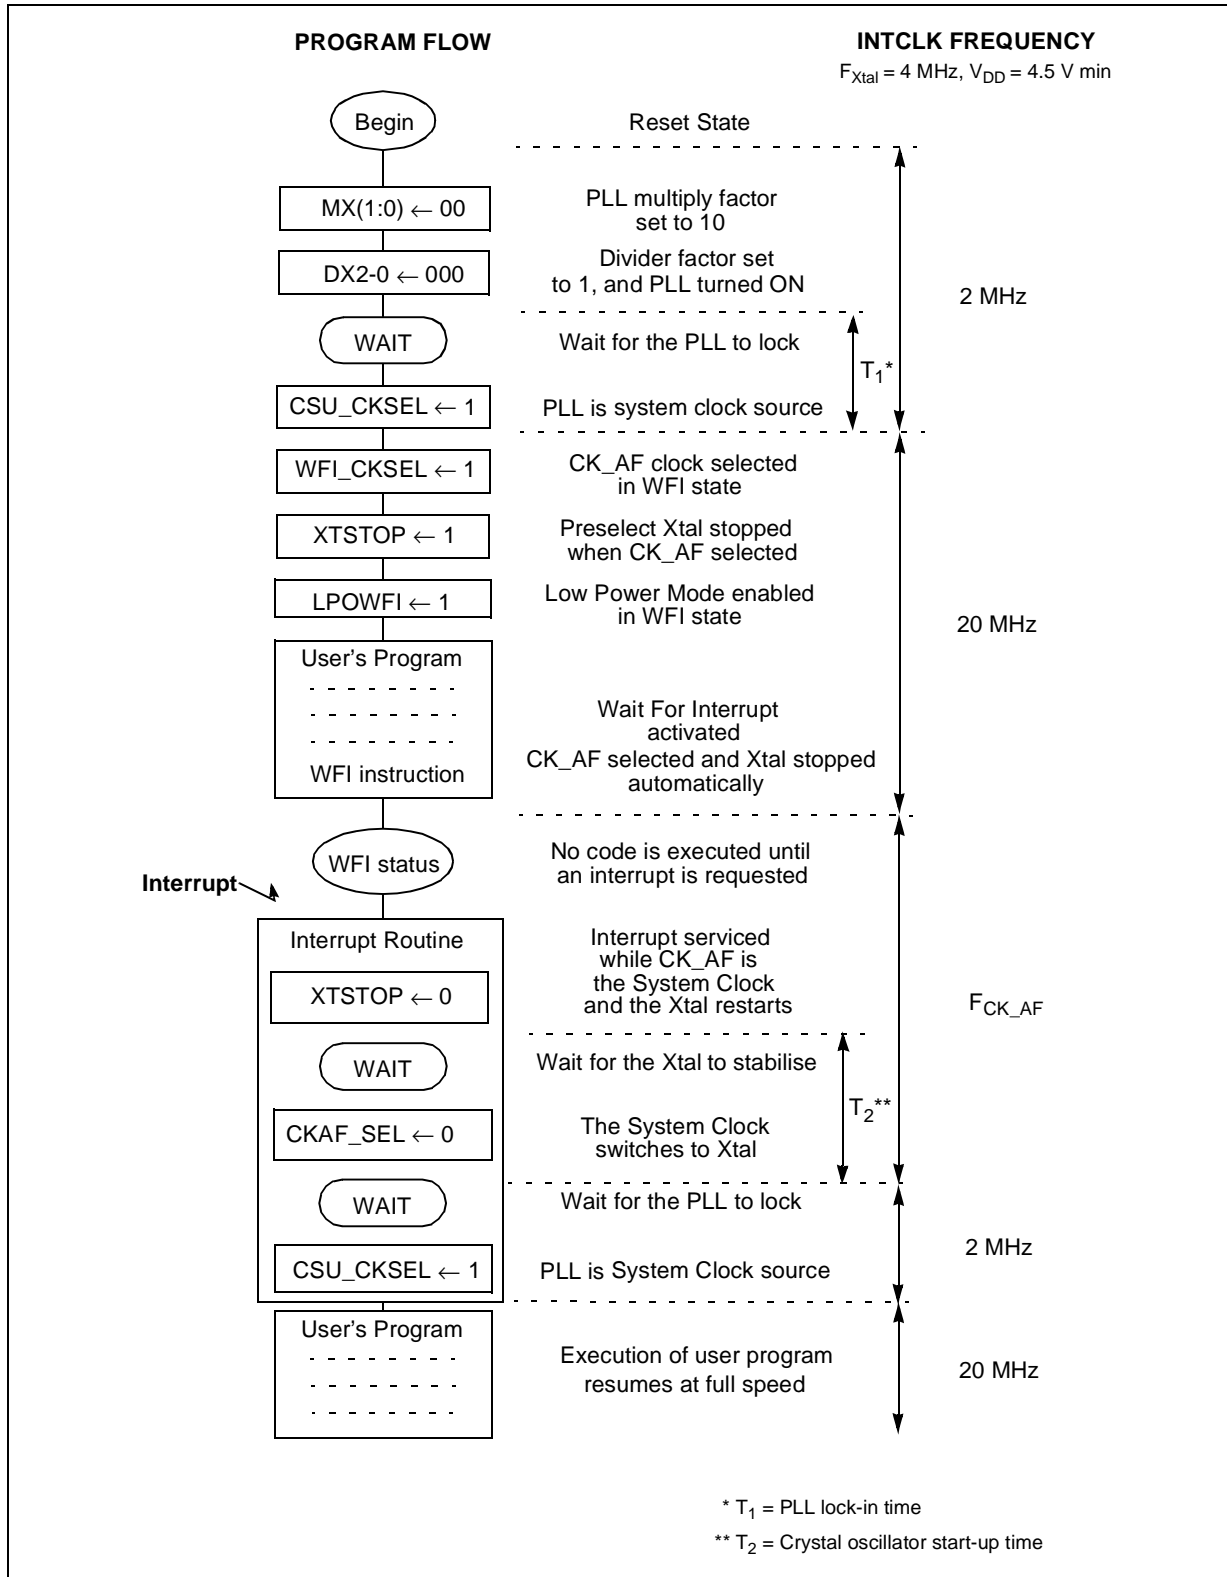 PROGRAM FLOW
INTCLK FREQUENCY
F_Xtal = 4 MHz, V_DD = 4.5 V min
Begin
Reset State
MX(1:0) ← 00
PLL multiply factor
set to 10
DX2-0 ← 000
Divider factor set
to 1, and PLL turned ON
2 MHz
WAIT
Wait for the PLL to lock
T_1*
CSU_CKSEL ← 1
PLL is system clock source
WFI_CKSEL ← 1
CK_AF clock selected
in WFI state
XTSTOP ← 1
Preselect Xtal stopped
when CK_AF selected
LPOWFI ← 1
Low Power Mode enabled
in WFI state
20 MHz
User's Program
Wait For Interrupt
activated
CK_AF selected and Xtal stopped
automatically
WFI instruction
WFI status
No code is executed until
an interrupt is requested
Interrupt
Interrupt Routine
Interrupt serviced
while CK_AF is
the System Clock
and the Xtal restarts
XTSTOP ← 0
F_CK_AF
WAIT
Wait for the Xtal to stabilise
T_2**
CKAF_SEL ← 0
The System Clock
switches to Xtal
WAIT
Wait for the PLL to lock
2 MHz
CSU_CKSEL ← 1
PLL is System Clock source
User's Program
Execution of user program
resumes at full speed
20 MHz
* T_1 = PLL lock-in time
** T_2 = Crystal oscillator start-up time